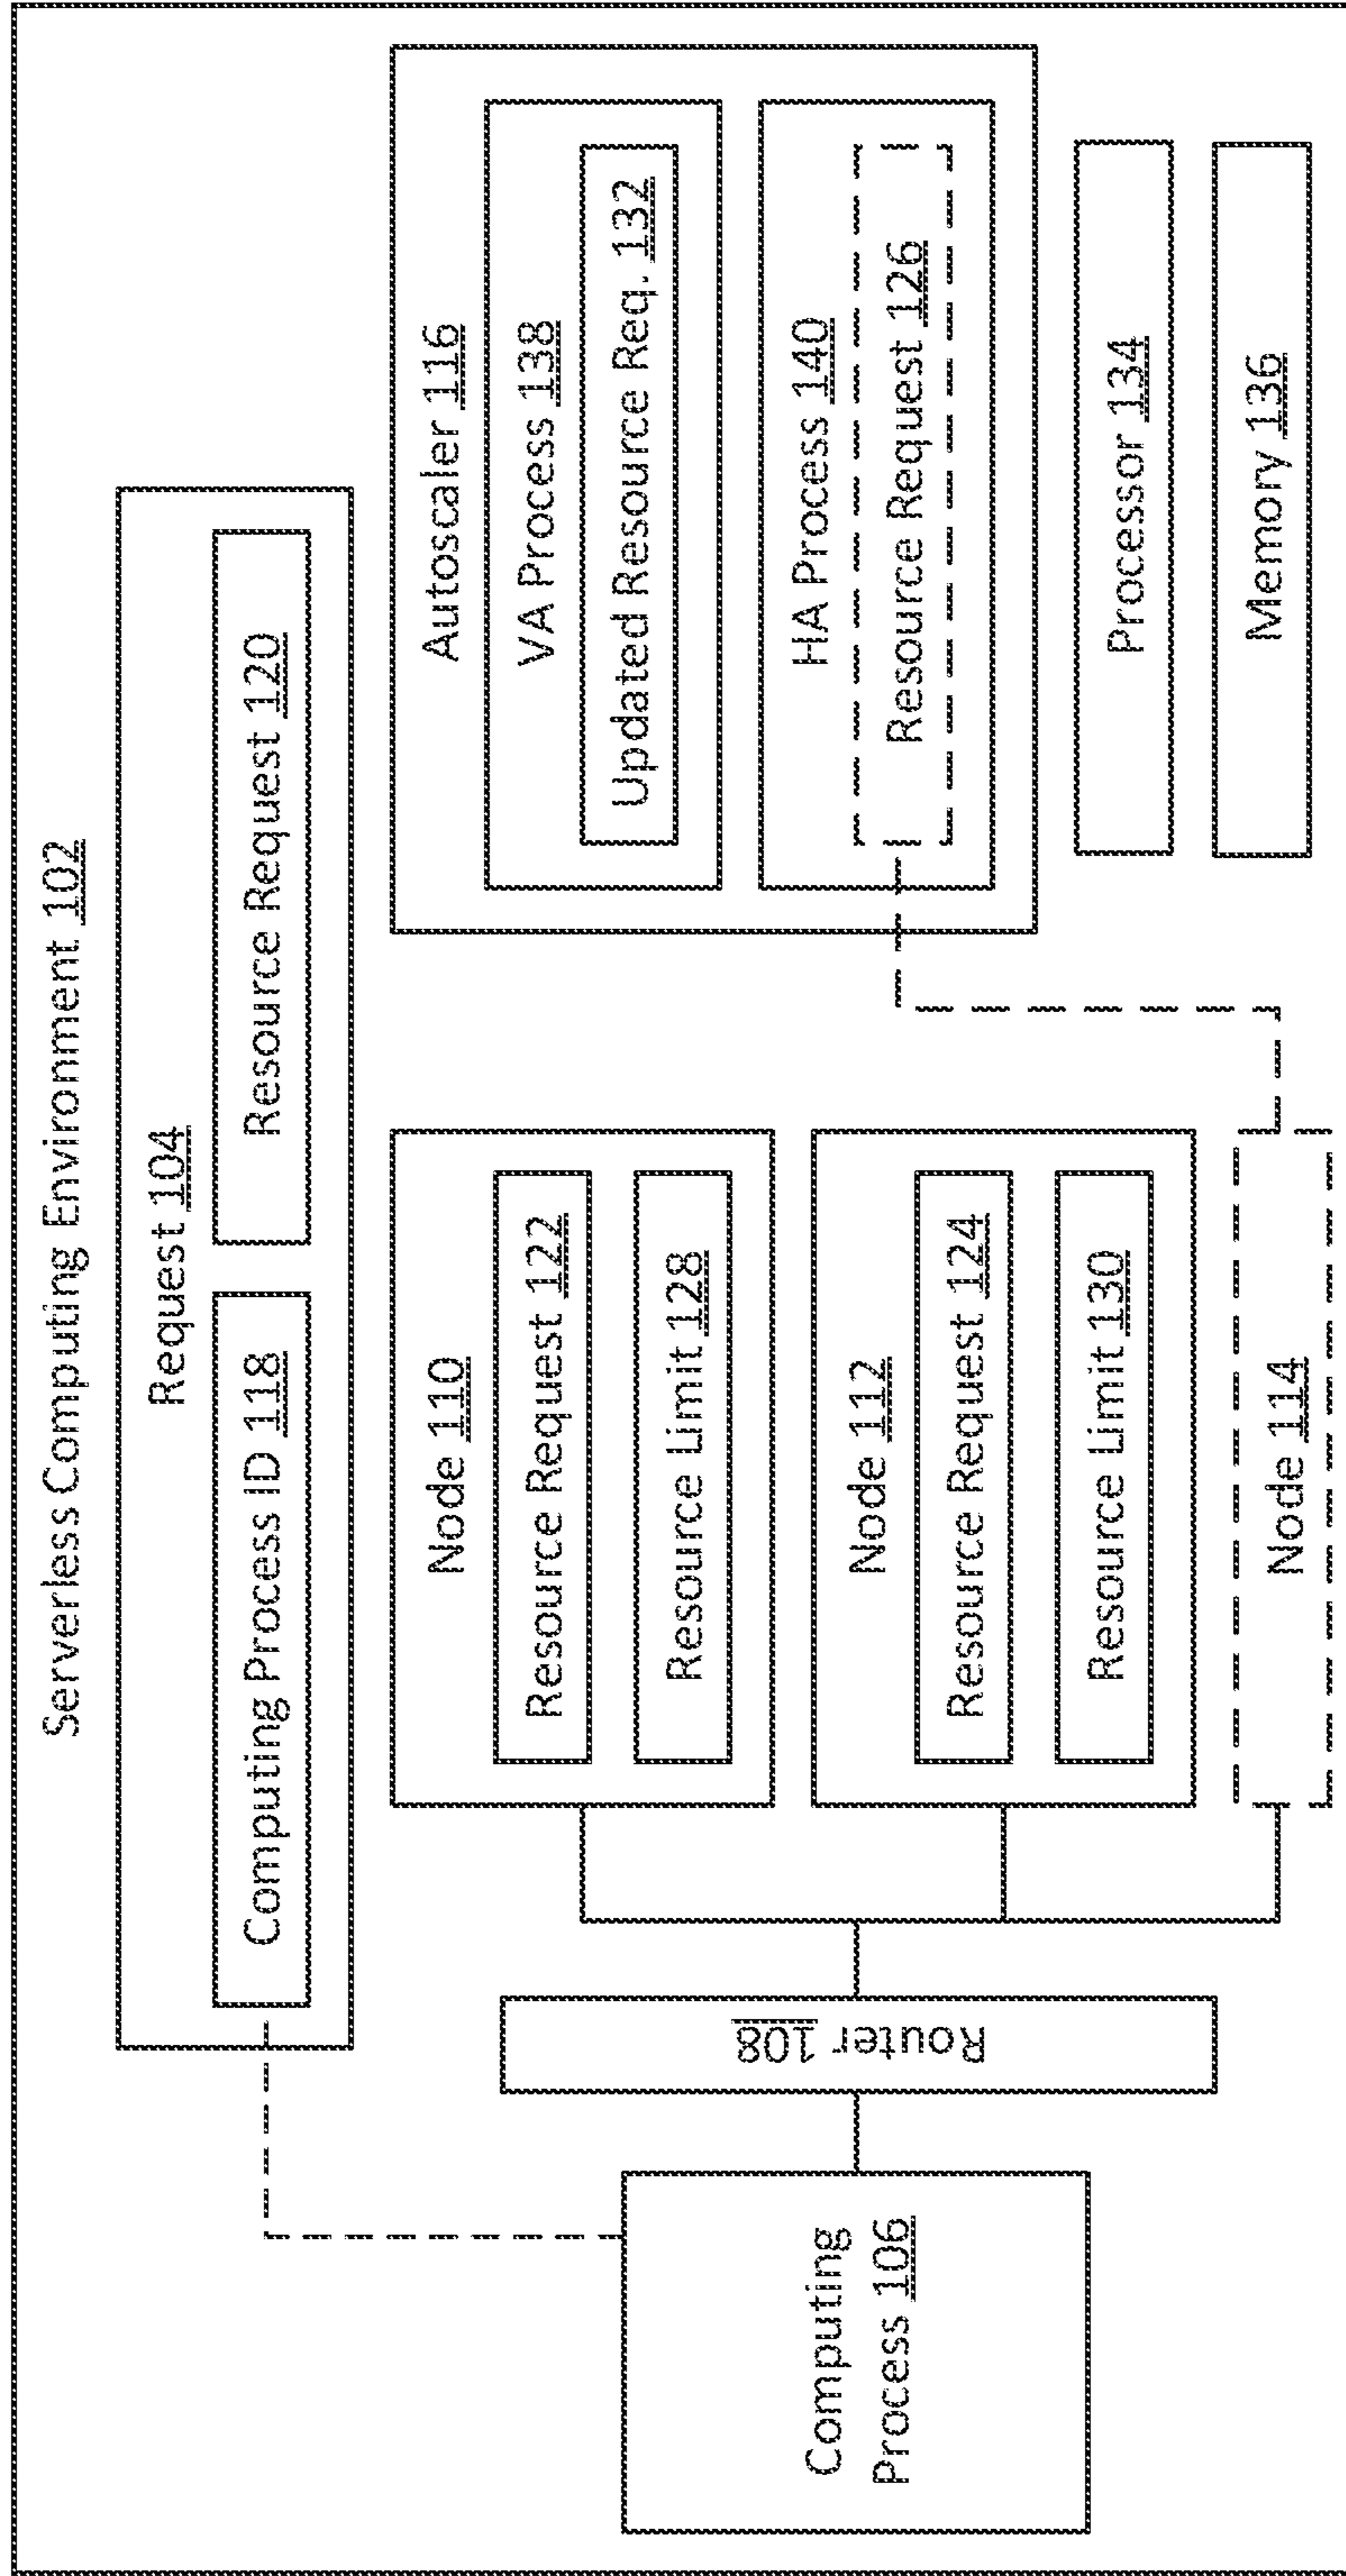 Serverless Computing Environment 102
Request 104
Computing Process ID 118
Resource Request 120
Computing
Process 106
Router 108
Node 110
Resource Request 122
Resource Limit 128
Node 112
Resource Request 124
Resource Limit 130
Node 114
Autoscaler 116
VA Process 138
Updated Resource Req. 132
HA Process 140
Resource Request 126
Processor 134
Memory 136